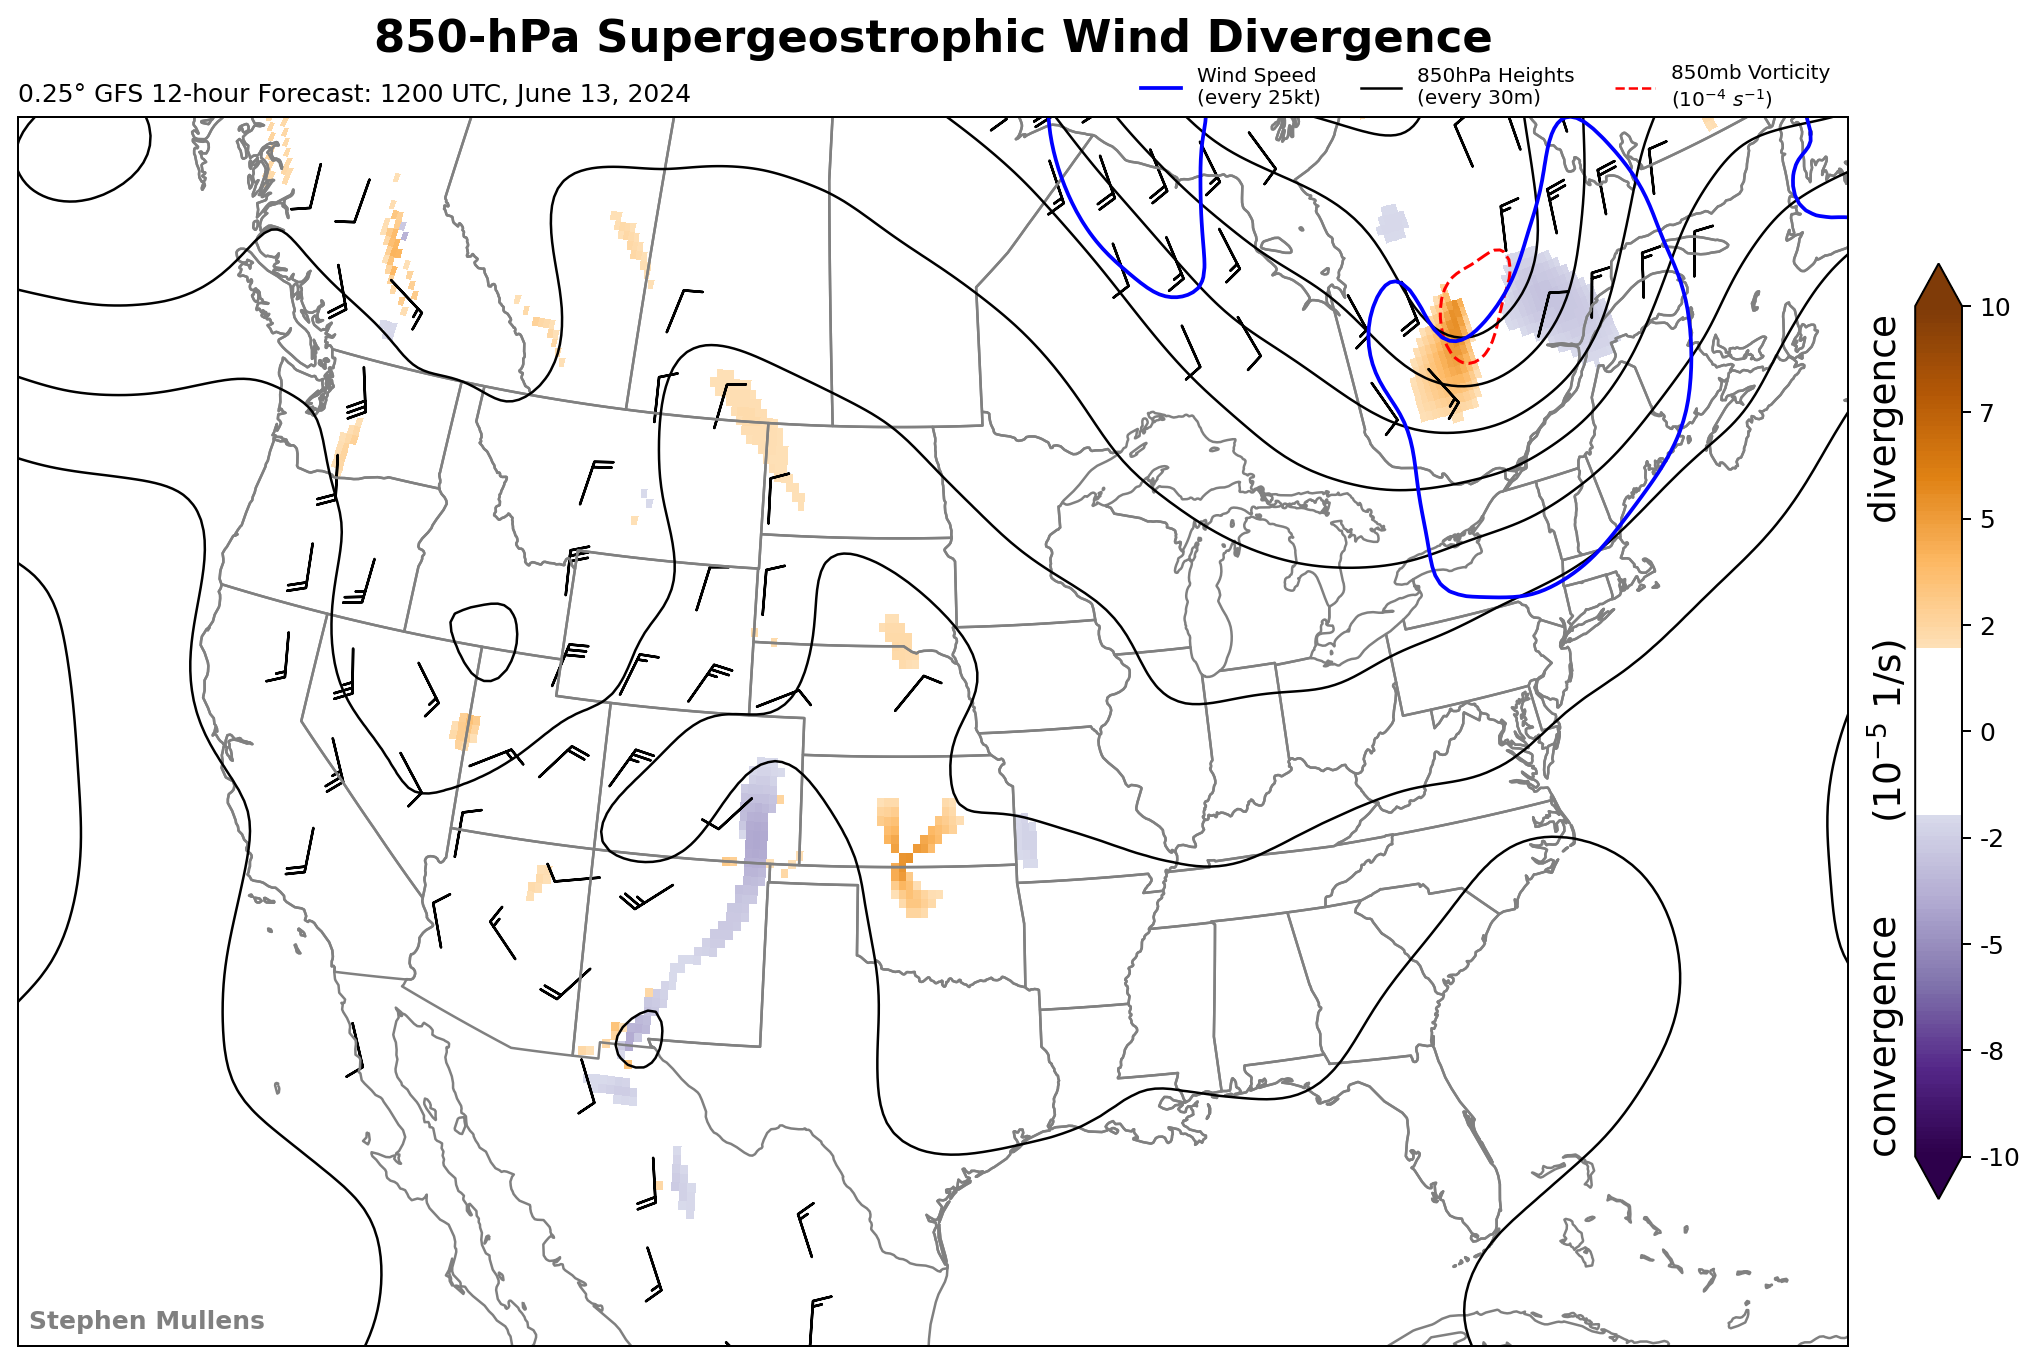 850-hPa Supergeostrophic Wind Divergence
0.25° GFS 12-hour Forecast: 1200 UTC, June 13, 2024
Wind Speed
(every 25kt)
850hPa Heights
(every 30m)
850mb Vorticity
(10⁻⁴ s⁻¹)
10
7
5
2
0
-2
-5
-8
-10
convergence (10⁻⁵ 1/s) divergence
Stephen Mullens